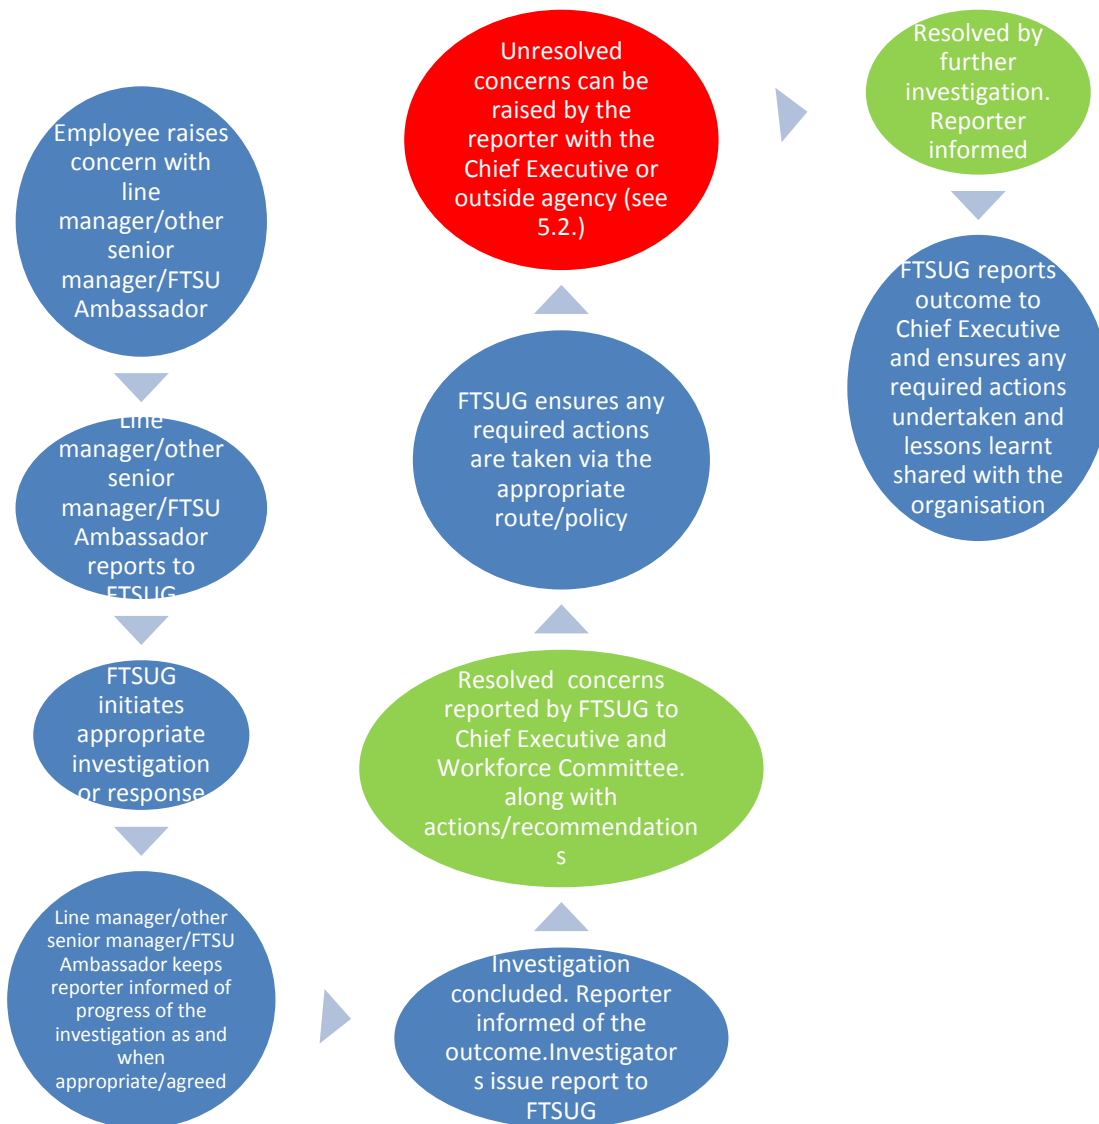 Employee raises
concern with
line
manager/other
senior
manager/FTSU
Ambassador
Line
manager/other
senior
manager/FTSU
Ambassador
reports to
FTSUG
FTSUG
initiates
appropriate
investigation
or response
Line manager/other
senior manager/FTSU
Ambassador keeps
reporter informed of
progress of the
investigation as and
when
appropriate/agreed
Investigation
concluded. Reporter
informed of the
outcome.Investigator
s issue report to
FTSUG
Resolved  concerns
reported by FTSUG to
Chief Executive and
Workforce Committee.
along with
actions/recommendation
s
FTSUG ensures any
required actions
are taken via the
appropriate
route/policy
Unresolved
concerns can be
raised by the
reporter with the
Chief Executive or
outside agency (see
5.2.)
Resolved by
further
investigation.
Reporter
informed
FTSUG reports
outcome to
Chief Executive
and ensures any
required actions
undertaken and
lessons learnt
shared with the
organisation